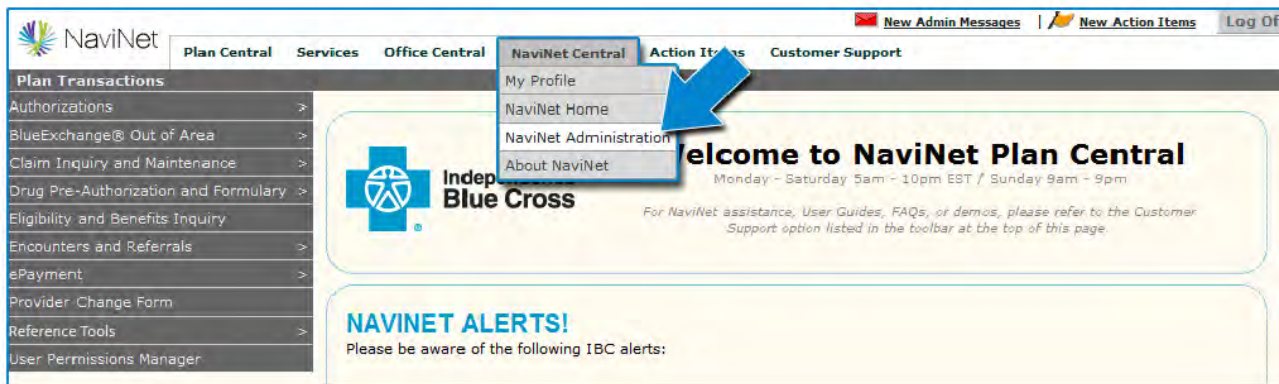 New Admin Messages | New Action Items Log Of
NaviNet
Plan Central Services Office Central NaviNet Central Action Items Customer Support
Plan Transactions
My Profile
NaviNet Home
NaviNet Administration
About NaviNet
Authorizations >
BlueExchange® Out of Area >
Claim Inquiry and Maintenance >
Drug Pre-Authorization and Formulary >
Eligibility and Benefits Inquiry
Encounters and Referrals >
ePayment >
Provider Change Form
Reference Tools >
User Permissions Manager
Blue Cross
®
elcome to NaviNet Plan Central
Monday - Saturday 5am - 10pm EST / Sunday 9am - 9pm
For NaviNet assistance, User Guides, FAQs, or demos, please refer to the Customer
Support option listed in the toolbar at the top of this page.
NAVINET ALERTS!
Please be aware of the following IBC alerts: